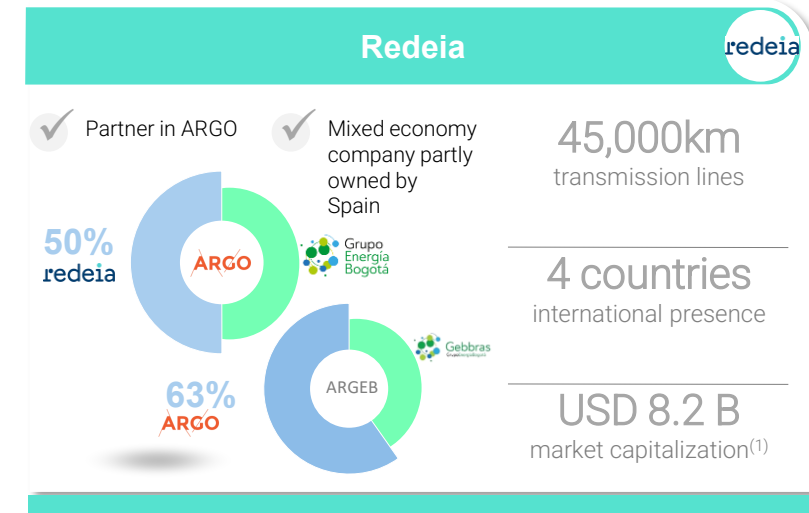 Redeia
redeia
Partner in ARGO
Mixed economy
company partly
owned by
Spain
50%
redeia
ARGO
Grupo
Energía
Bogotá
63%
ARGO
ARGEB
Gebbras
GrupoEnergíaBogotá
45,000km
transmission lines
4 countries
international presence
USD 8.2 B
market capitalization(1)